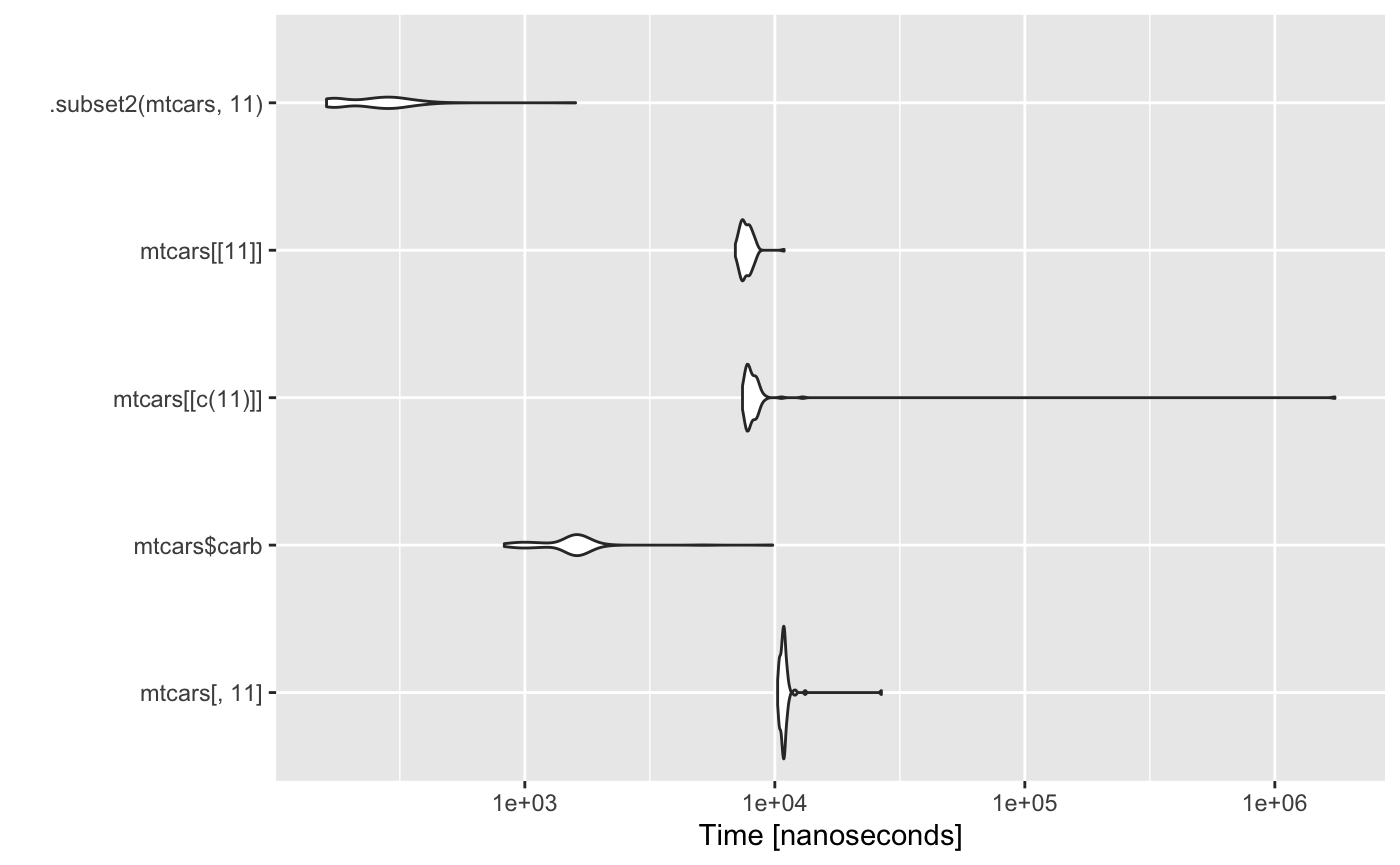 .subset2(mtcars, 11)
mtcars[[11]]
mtcars[[c(11)]]
mtcars$carb
mtcars[, 11]
1e+03 1e+04 1e+05 1e+06
Time [nanoseconds]